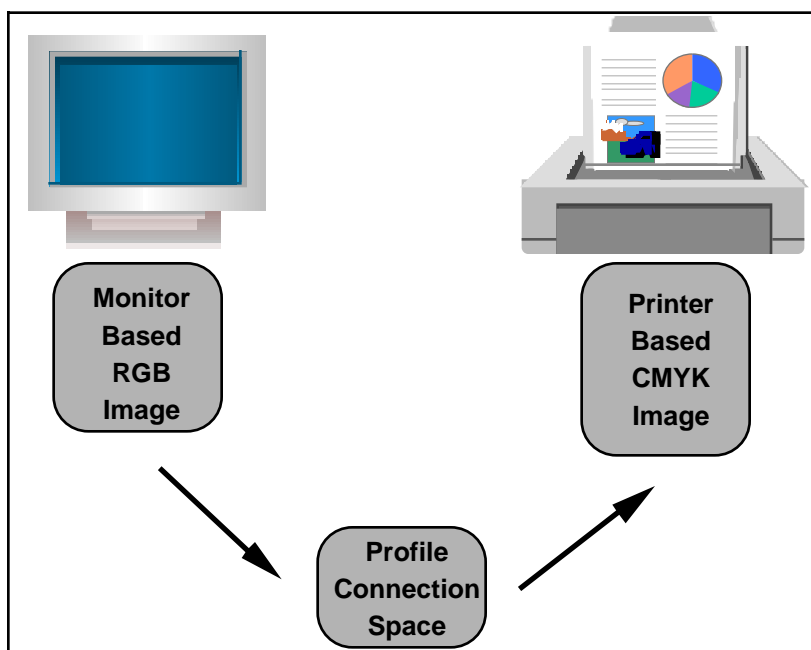 Monitor
Based
RGB
Image
Printer
Based
CMYK
Image
Profile
Connection
Space